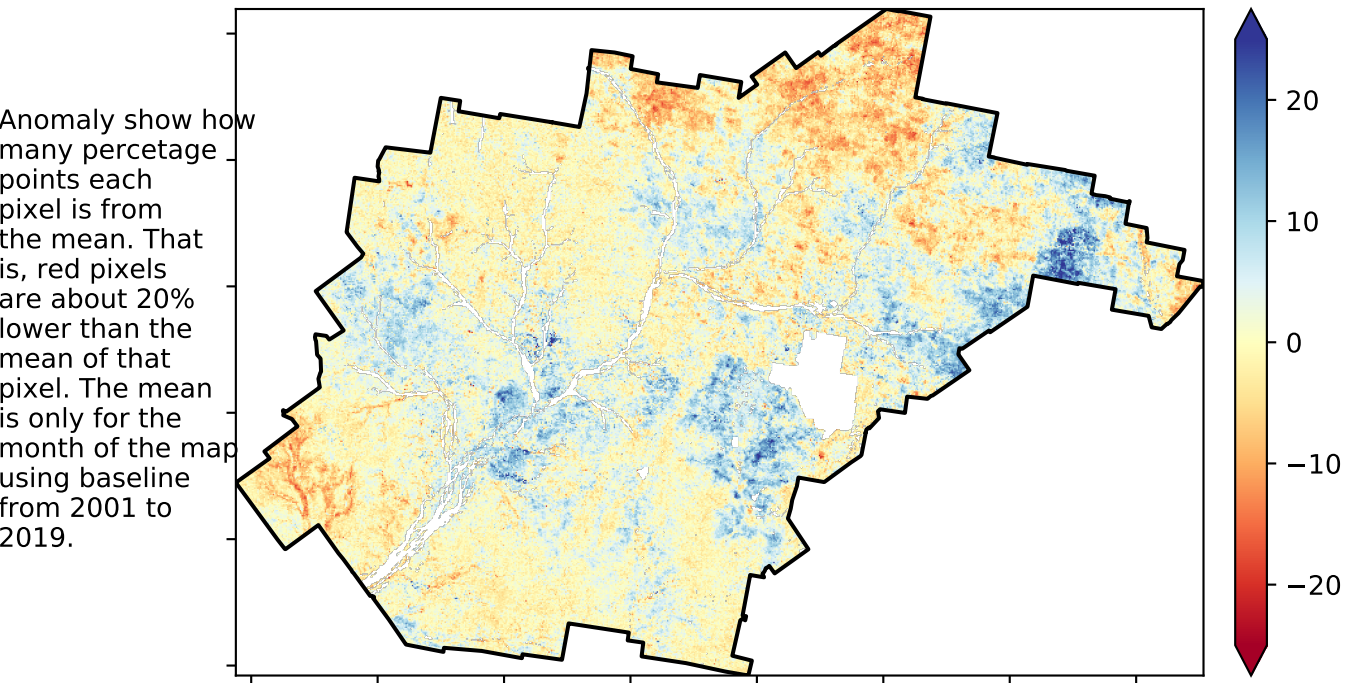 Anomaly show how
many percetage
points each
pixel is from
the mean. That
is, red pixels
are about 20%
lower than the
mean of that
pixel. The mean
is only for the
month of the map
using baseline
from 2001 to
2019.
20
10
0
−10
−20